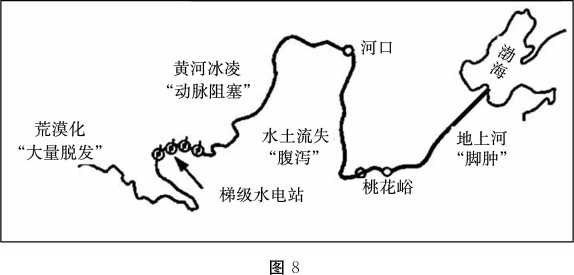 黄河冰凌
“动脉阻塞”
河口
渤海
荒漠化
“大量脱发”
水土流失
“腹泻”
地上河
“脚肿”
梯级水电站
桃花峪
图 8